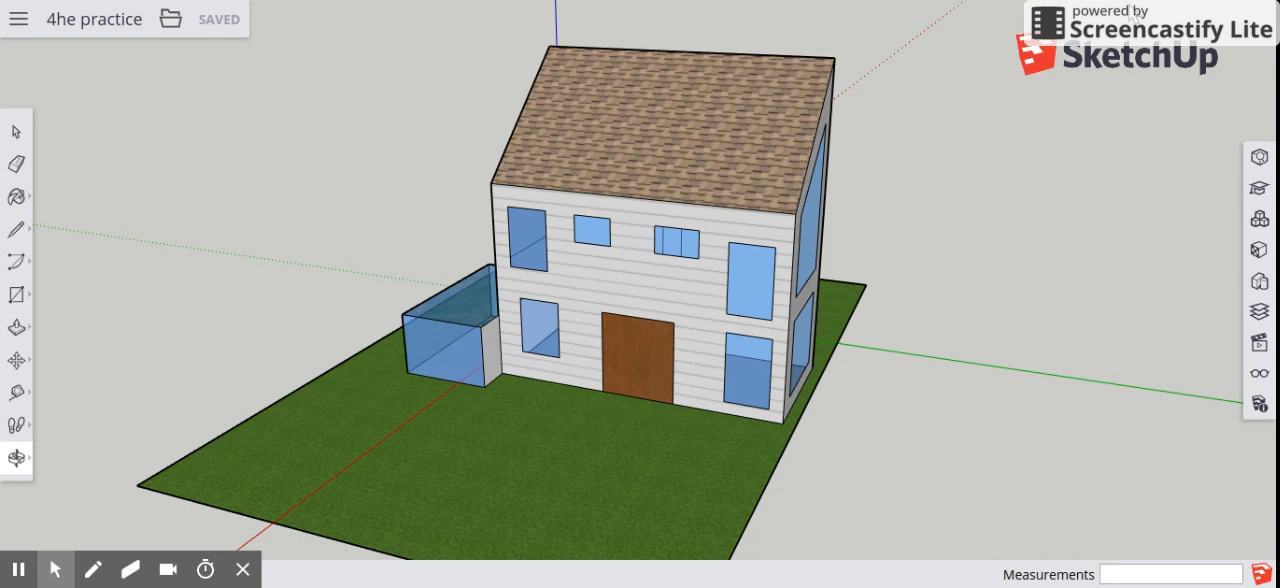 4he practice
SAVED
powered by
Screencastify Lite
SketchUp
Measurements